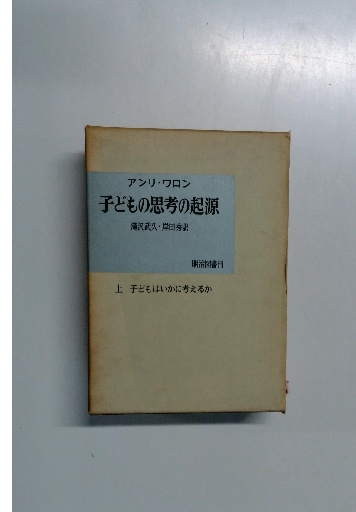 アンリ・ワロン
子どもの思考の起源
滝沢武久・岸田秀訳
明治図書刊
上 子どもはいかに考えるか